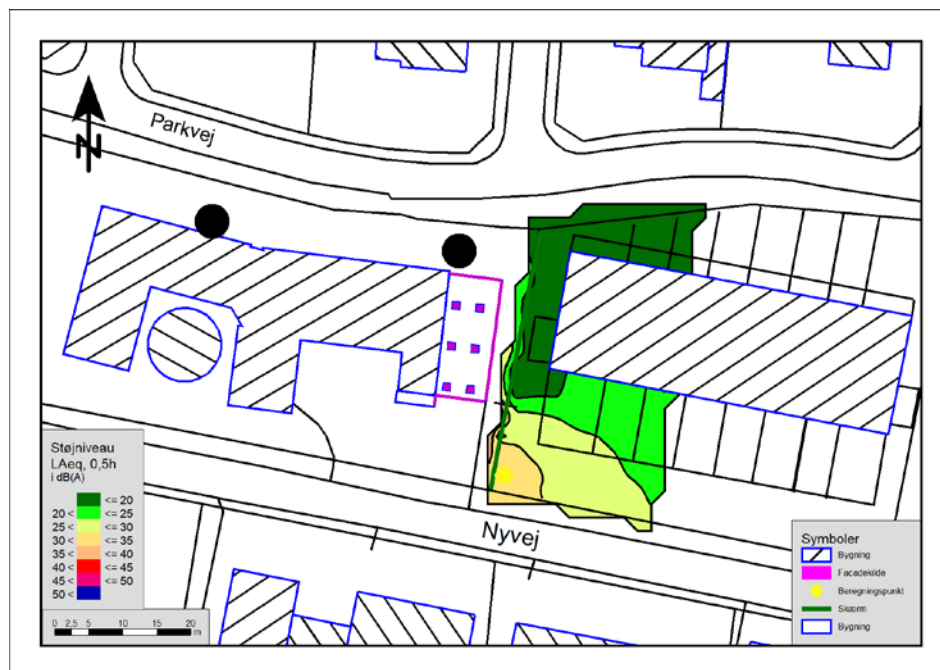 Parkvej
N
Nyvej
Støjniveau
LAeq, 0,5h
i dB(A)
<= 20
20 < <= 25
25 < <= 30
30 < <= 35
35 < <= 40
40 < <= 45
45 < <= 50
50 <
0 2,5 5 10 15 20
m
Symboler
Bygning
Facadekilde
Beregningspunkt
Skærm
Bygning